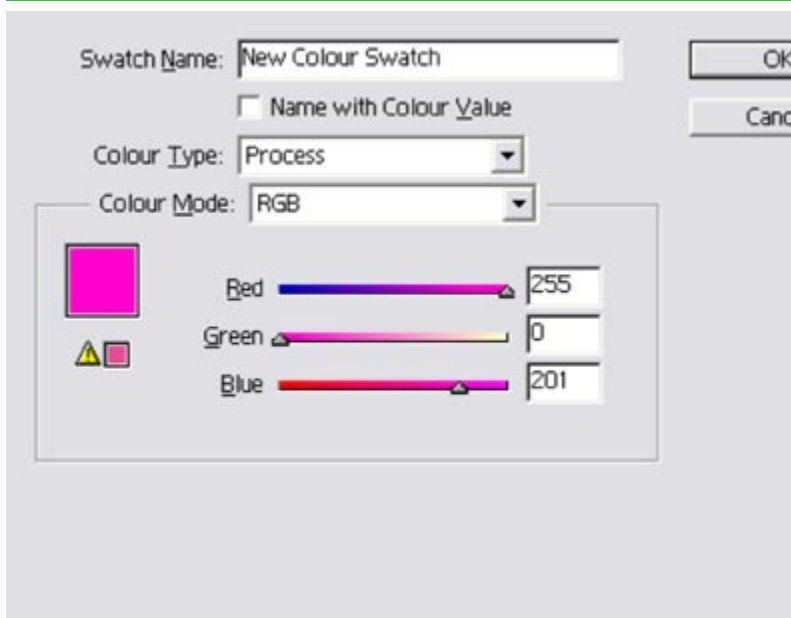 Swatch Name: New Colour Swatch
OK
Name with Colour Value
Colour Type: Process
Colour Mode: RGB
Red 255
Green 0
Blue 201